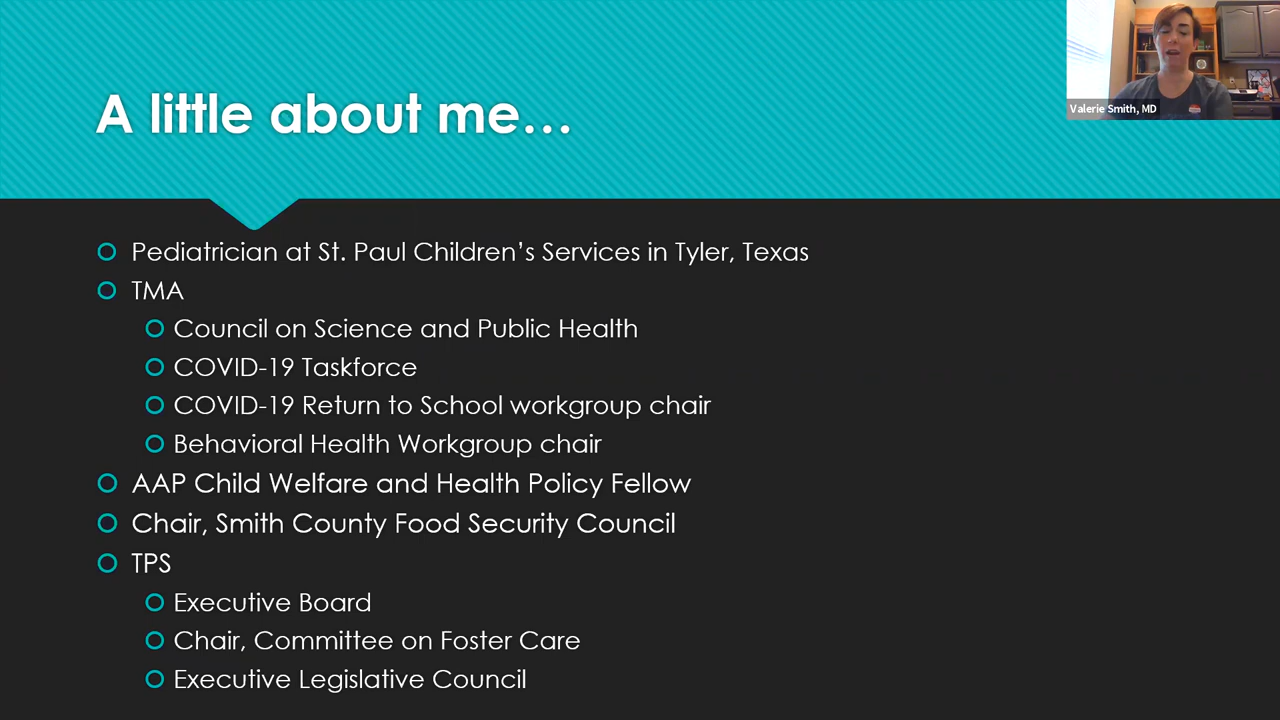 A little about me…
Valerie Smith, MD
Pediatrician at St. Paul Children’s Services in Tyler, Texas
TMA
Council on Science and Public Health
COVID-19 Taskforce
COVID-19 Return to School workgroup chair
Behavioral Health Workgroup chair
AAP Child Welfare and Health Policy Fellow
Chair, Smith County Food Security Council
TPS
Executive Board
Chair, Committee on Foster Care
Executive Legislative Council